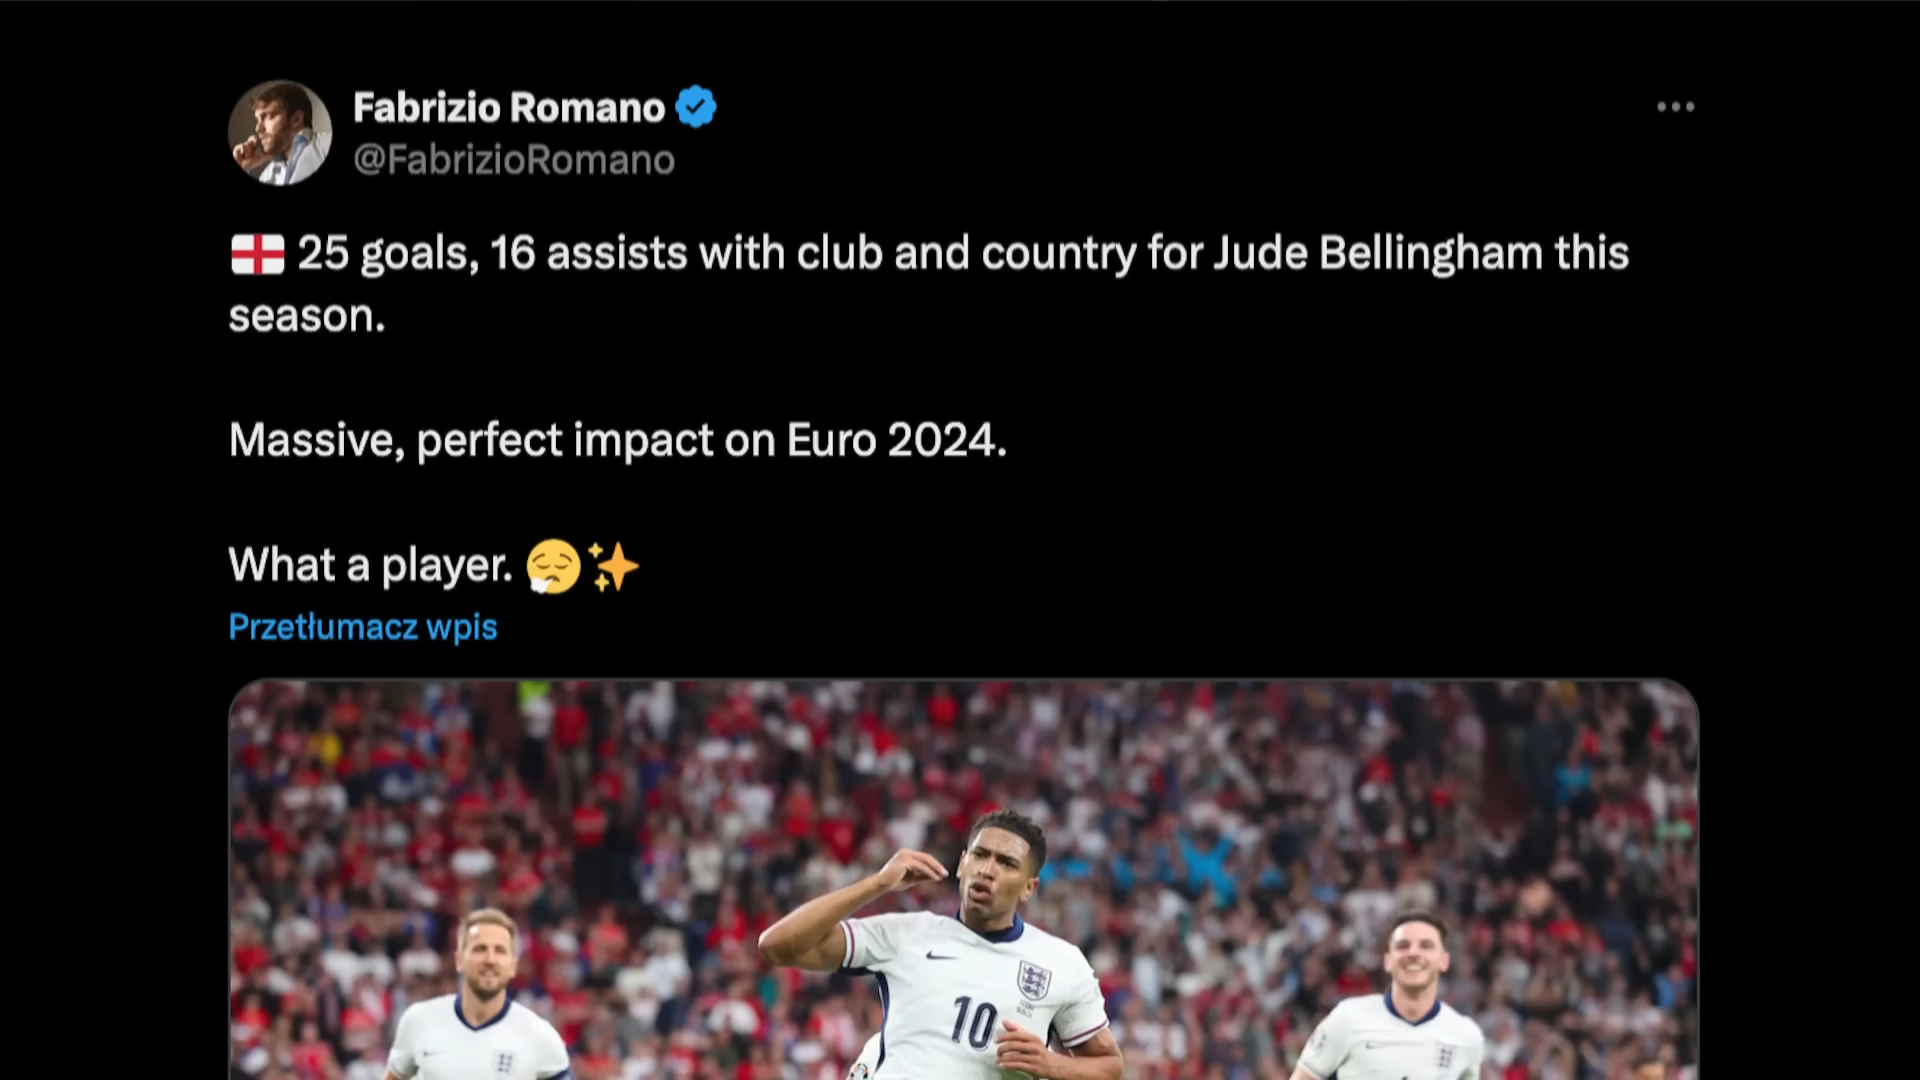 Fabrizio Romano
@FabrizioRomano
25 goals, 16 assists with club and country for Jude Bellingham this
season.
Massive, perfect impact on Euro 2024.
What a player.
Przetłumacz wpis
10